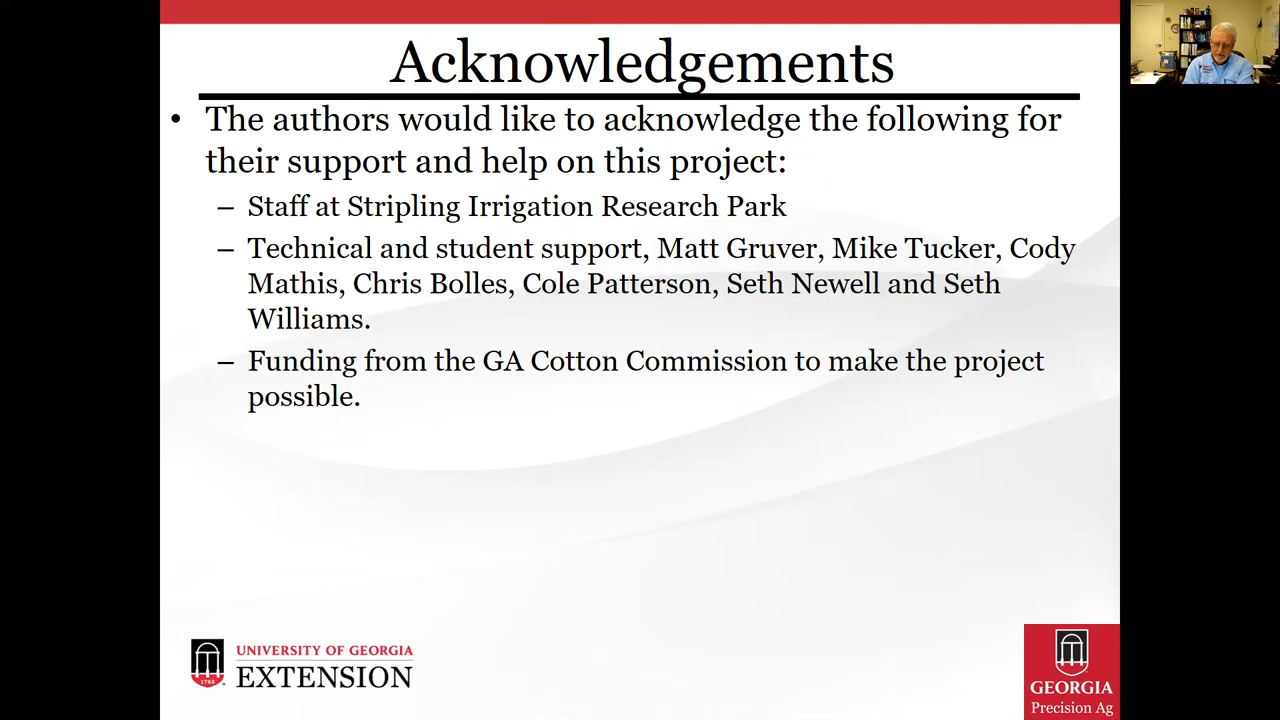 Acknowledgements
• The authors would like to acknowledge the following for
their support and help on this project:
– Staff at Stripling Irrigation Research Park
– Technical and student support, Matt Gruver, Mike Tucker, Cody
Mathis, Chris Bolles, Cole Patterson, Seth Newell and Seth
Williams.
– Funding from the GA Cotton Commission to make the project
possible.
1785
UNIVERSITY OF GEORGIA
EXTENSION
GEORGIA
Precision Ag